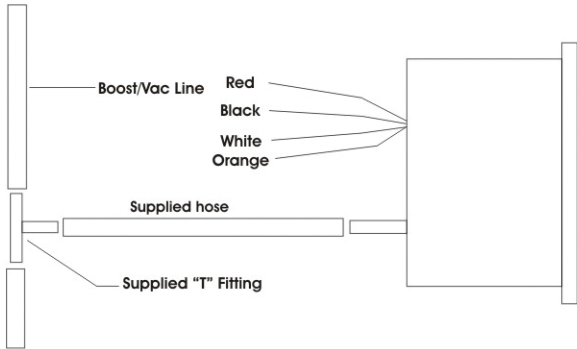 Boost/Vac Line
Red
Black
White
Orange
Supplied hose
Supplied "T" Fitting